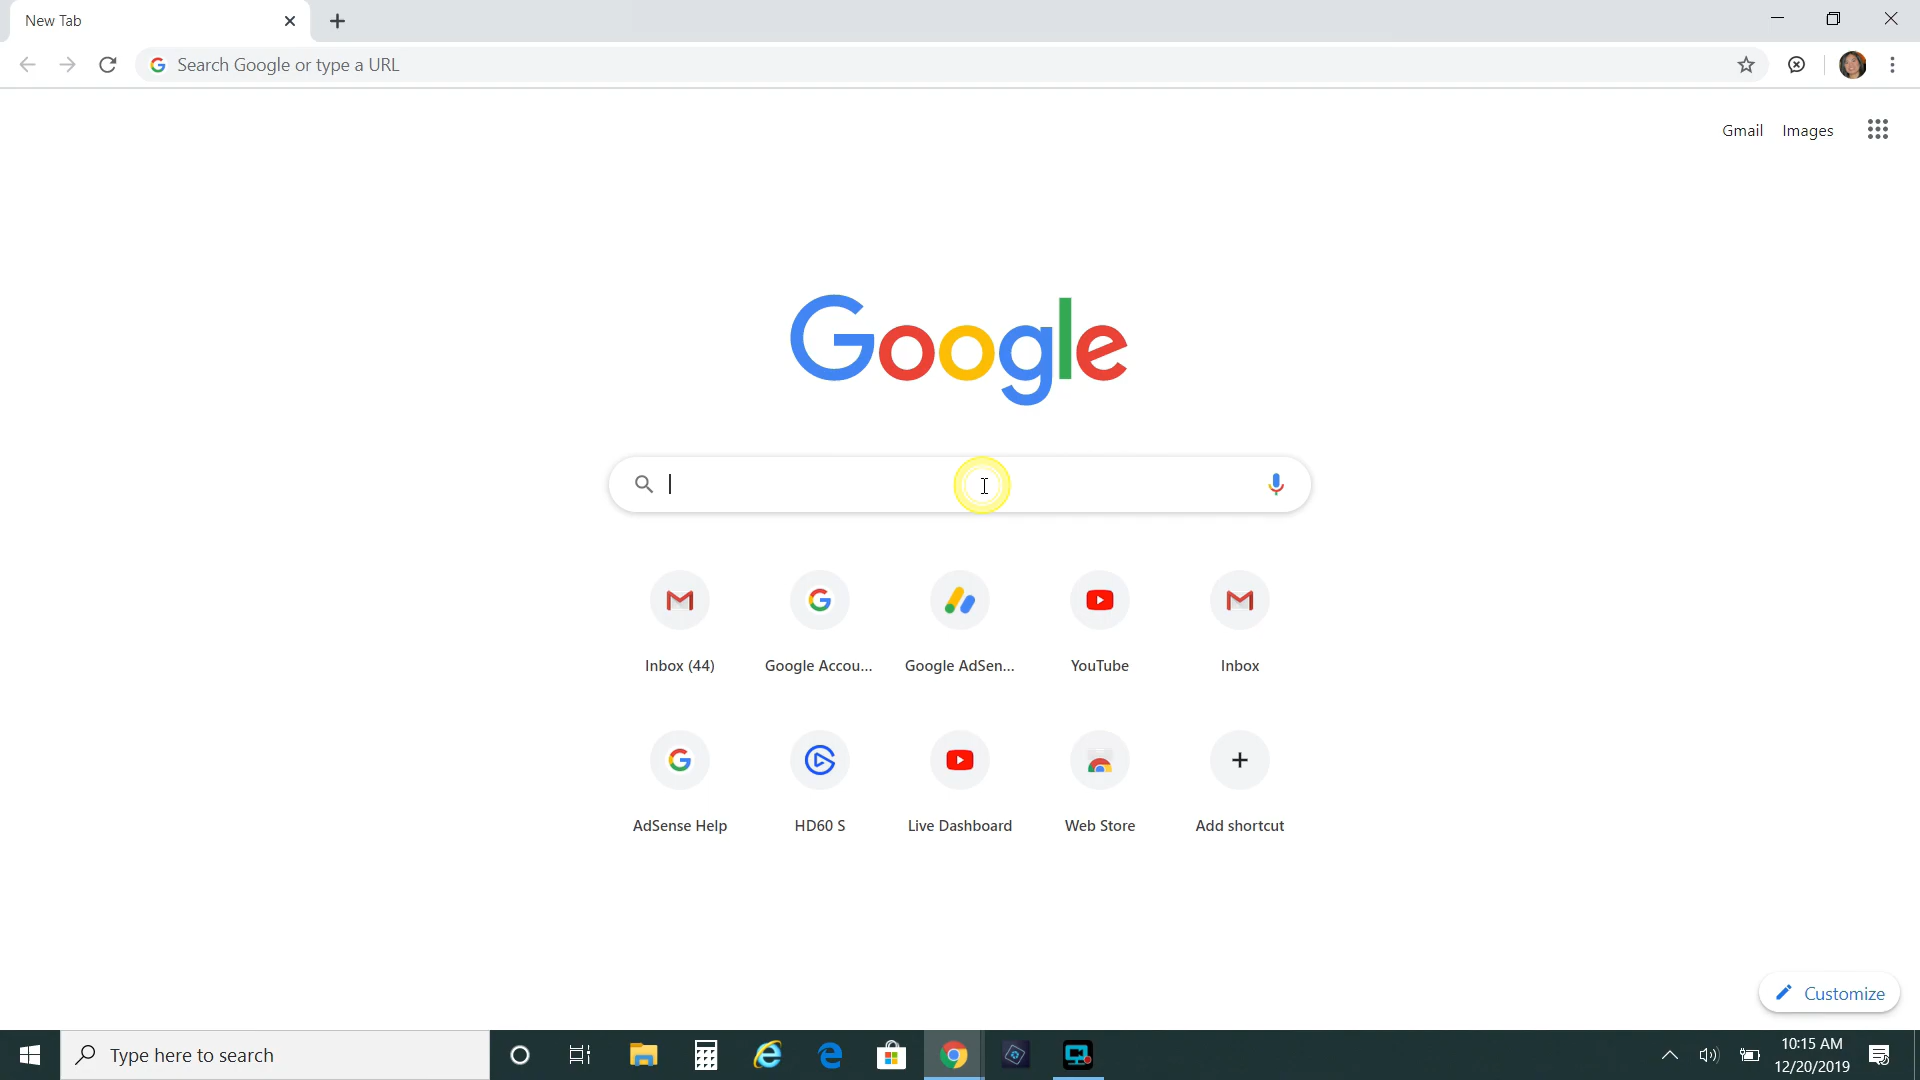 New Tab
Search Google or type a URL
Gmail Images
Google
Inbox (44) Google Accou... Google AdSen... YouTube Inbox
AdSense Help HD60 S Live Dashboard Web Store Add shortcut
Customize
Type here to search
10:15 AM
12/20/2019